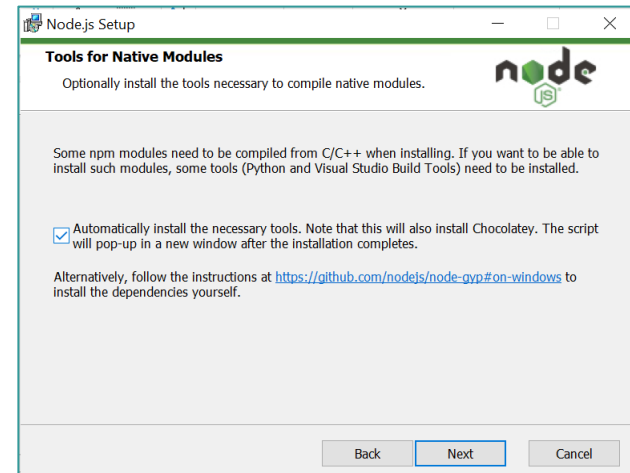 Node.js Setup
Tools for Native Modules
Optionally install the tools necessary to compile native modules.
node
JS
Some npm modules need to be compiled from C/C++ when installing. If you want to be able to
install such modules, some tools (Python and Visual Studio Build Tools) need to be installed.
Automatically install the necessary tools. Note that this will also install Chocolatey. The script
will pop-up in a new window after the installation completes.
Alternatively, follow the instructions at https://github.com/nodejs/node-gyp#on-windows to
install the dependencies yourself.
Back Next Cancel